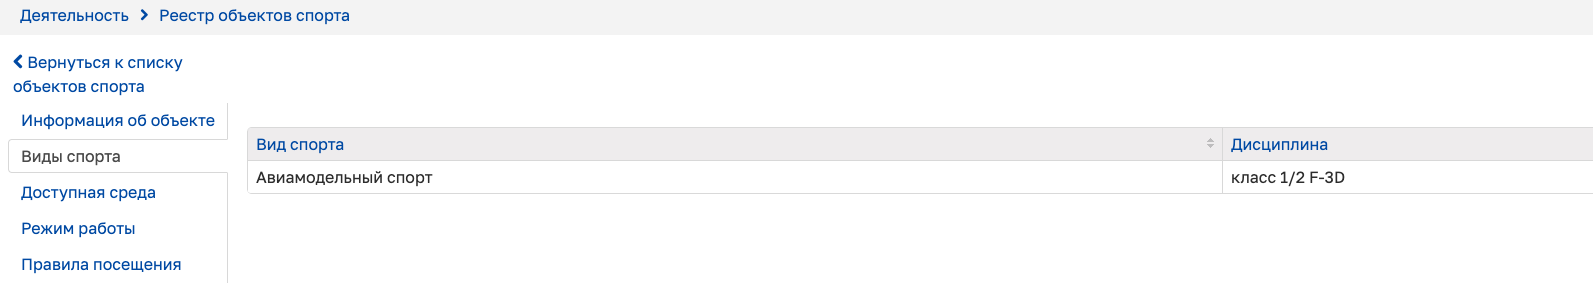 Деятельность Реестр объектов спорта
Вернуться к списку
объектов спорта
Информация об объекте
Виды спорта
Доступная среда
Режим работы
Правила посещения
Вид спорта Дисциплина
Авиамодельный спорт класс 1/2 F-3D